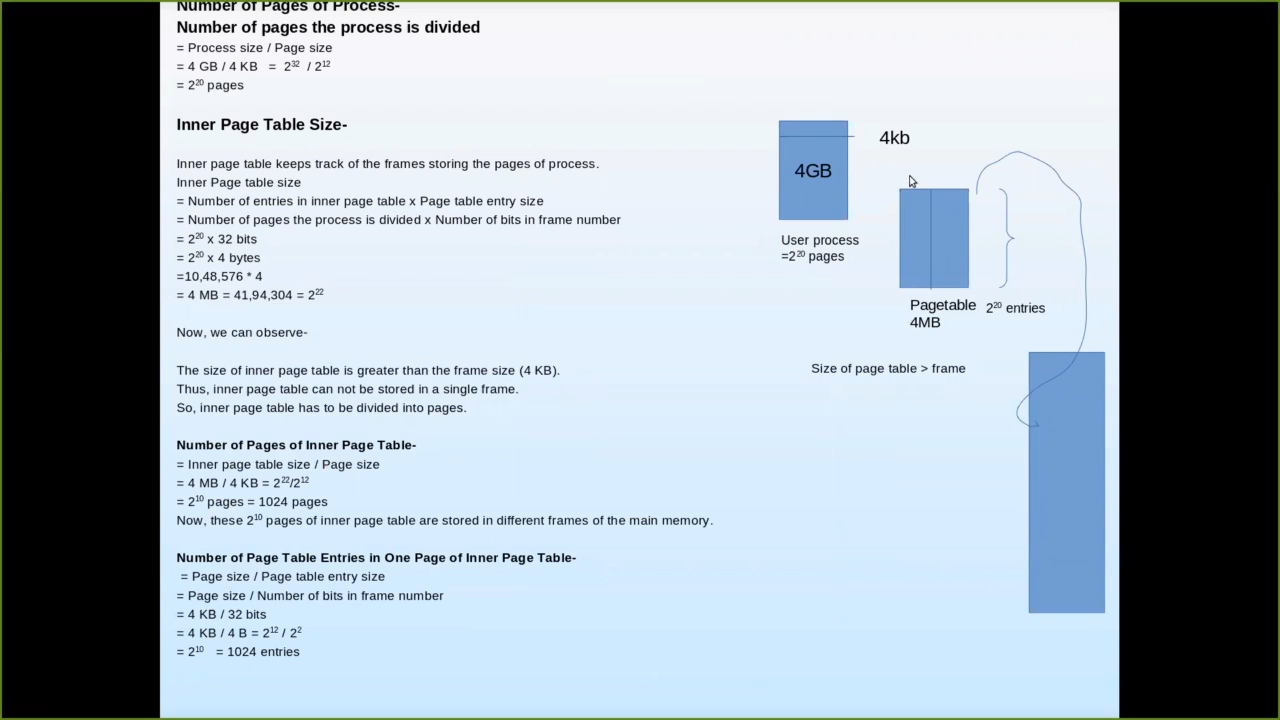 Number of Pages of Process-
Number of pages the process is divided
= Process size / Page size
= 4 GB / 4 KB = 2³² / 2¹²
= 2²⁰ pages
Inner Page Table Size-
Inner page table keeps track of the frames storing the pages of process.
Inner Page table size
= Number of entries in inner page table x Page table entry size
= Number of pages the process is divided x Number of bits in frame number
= 2²⁰ x 32 bits
= 2²⁰ x 4 bytes
=10,48,576 * 4
= 4 MB = 41,94,304 = 2²²
Now, we can observe-
The size of inner page table is greater than the frame size (4 KB).
Thus, inner page table can not be stored in a single frame.
So, inner page table has to be divided into pages.
Number of Pages of Inner Page Table-
= Inner page table size / Page size
= 4 MB / 4 KB = 2²²/2¹²
= 2¹⁰ pages = 1024 pages
Now, these 2¹⁰ pages of inner page table are stored in different frames of the main memory.
Number of Page Table Entries in One Page of Inner Page Table-
= Page size / Page table entry size
= Page size / Number of bits in frame number
= 4 KB / 32 bits
= 4 KB / 4 B = 2¹² / 2²
= 2¹⁰ = 1024 entries
4kb
4GB
User process
=2²⁰ pages
Pagetable
4MB
2²⁰ entries
Size of page table > frame